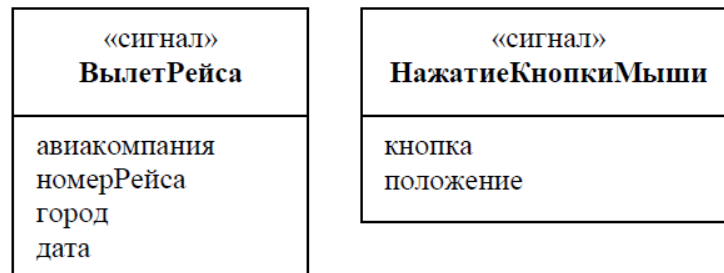 «сигнал»
ВылетРейса
авиакомпания
номерРейса
город
дата
«сигнал»
НажатиеКнопкиМыши
кнопка
положение